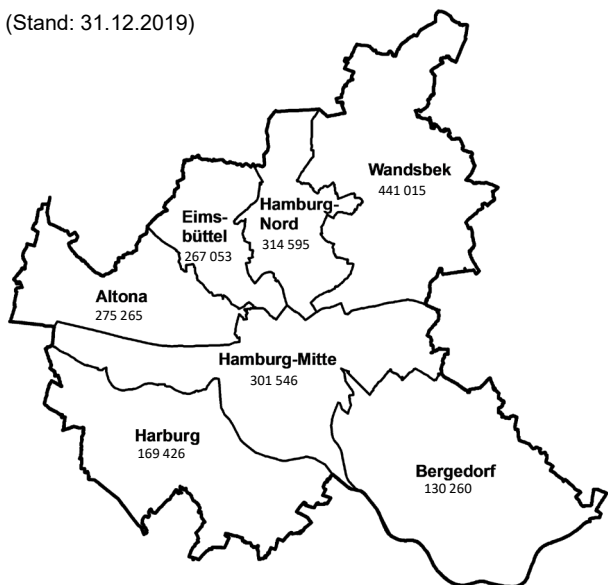 (Stand: 31.12.2019)
Wandsbek
441 015
Hamburg-
Nord
314 595
Eims-
büttel
267 053
Altona
275 265
Hamburg-Mitte
301 546
Harburg
169 426
Bergedorf
130 260